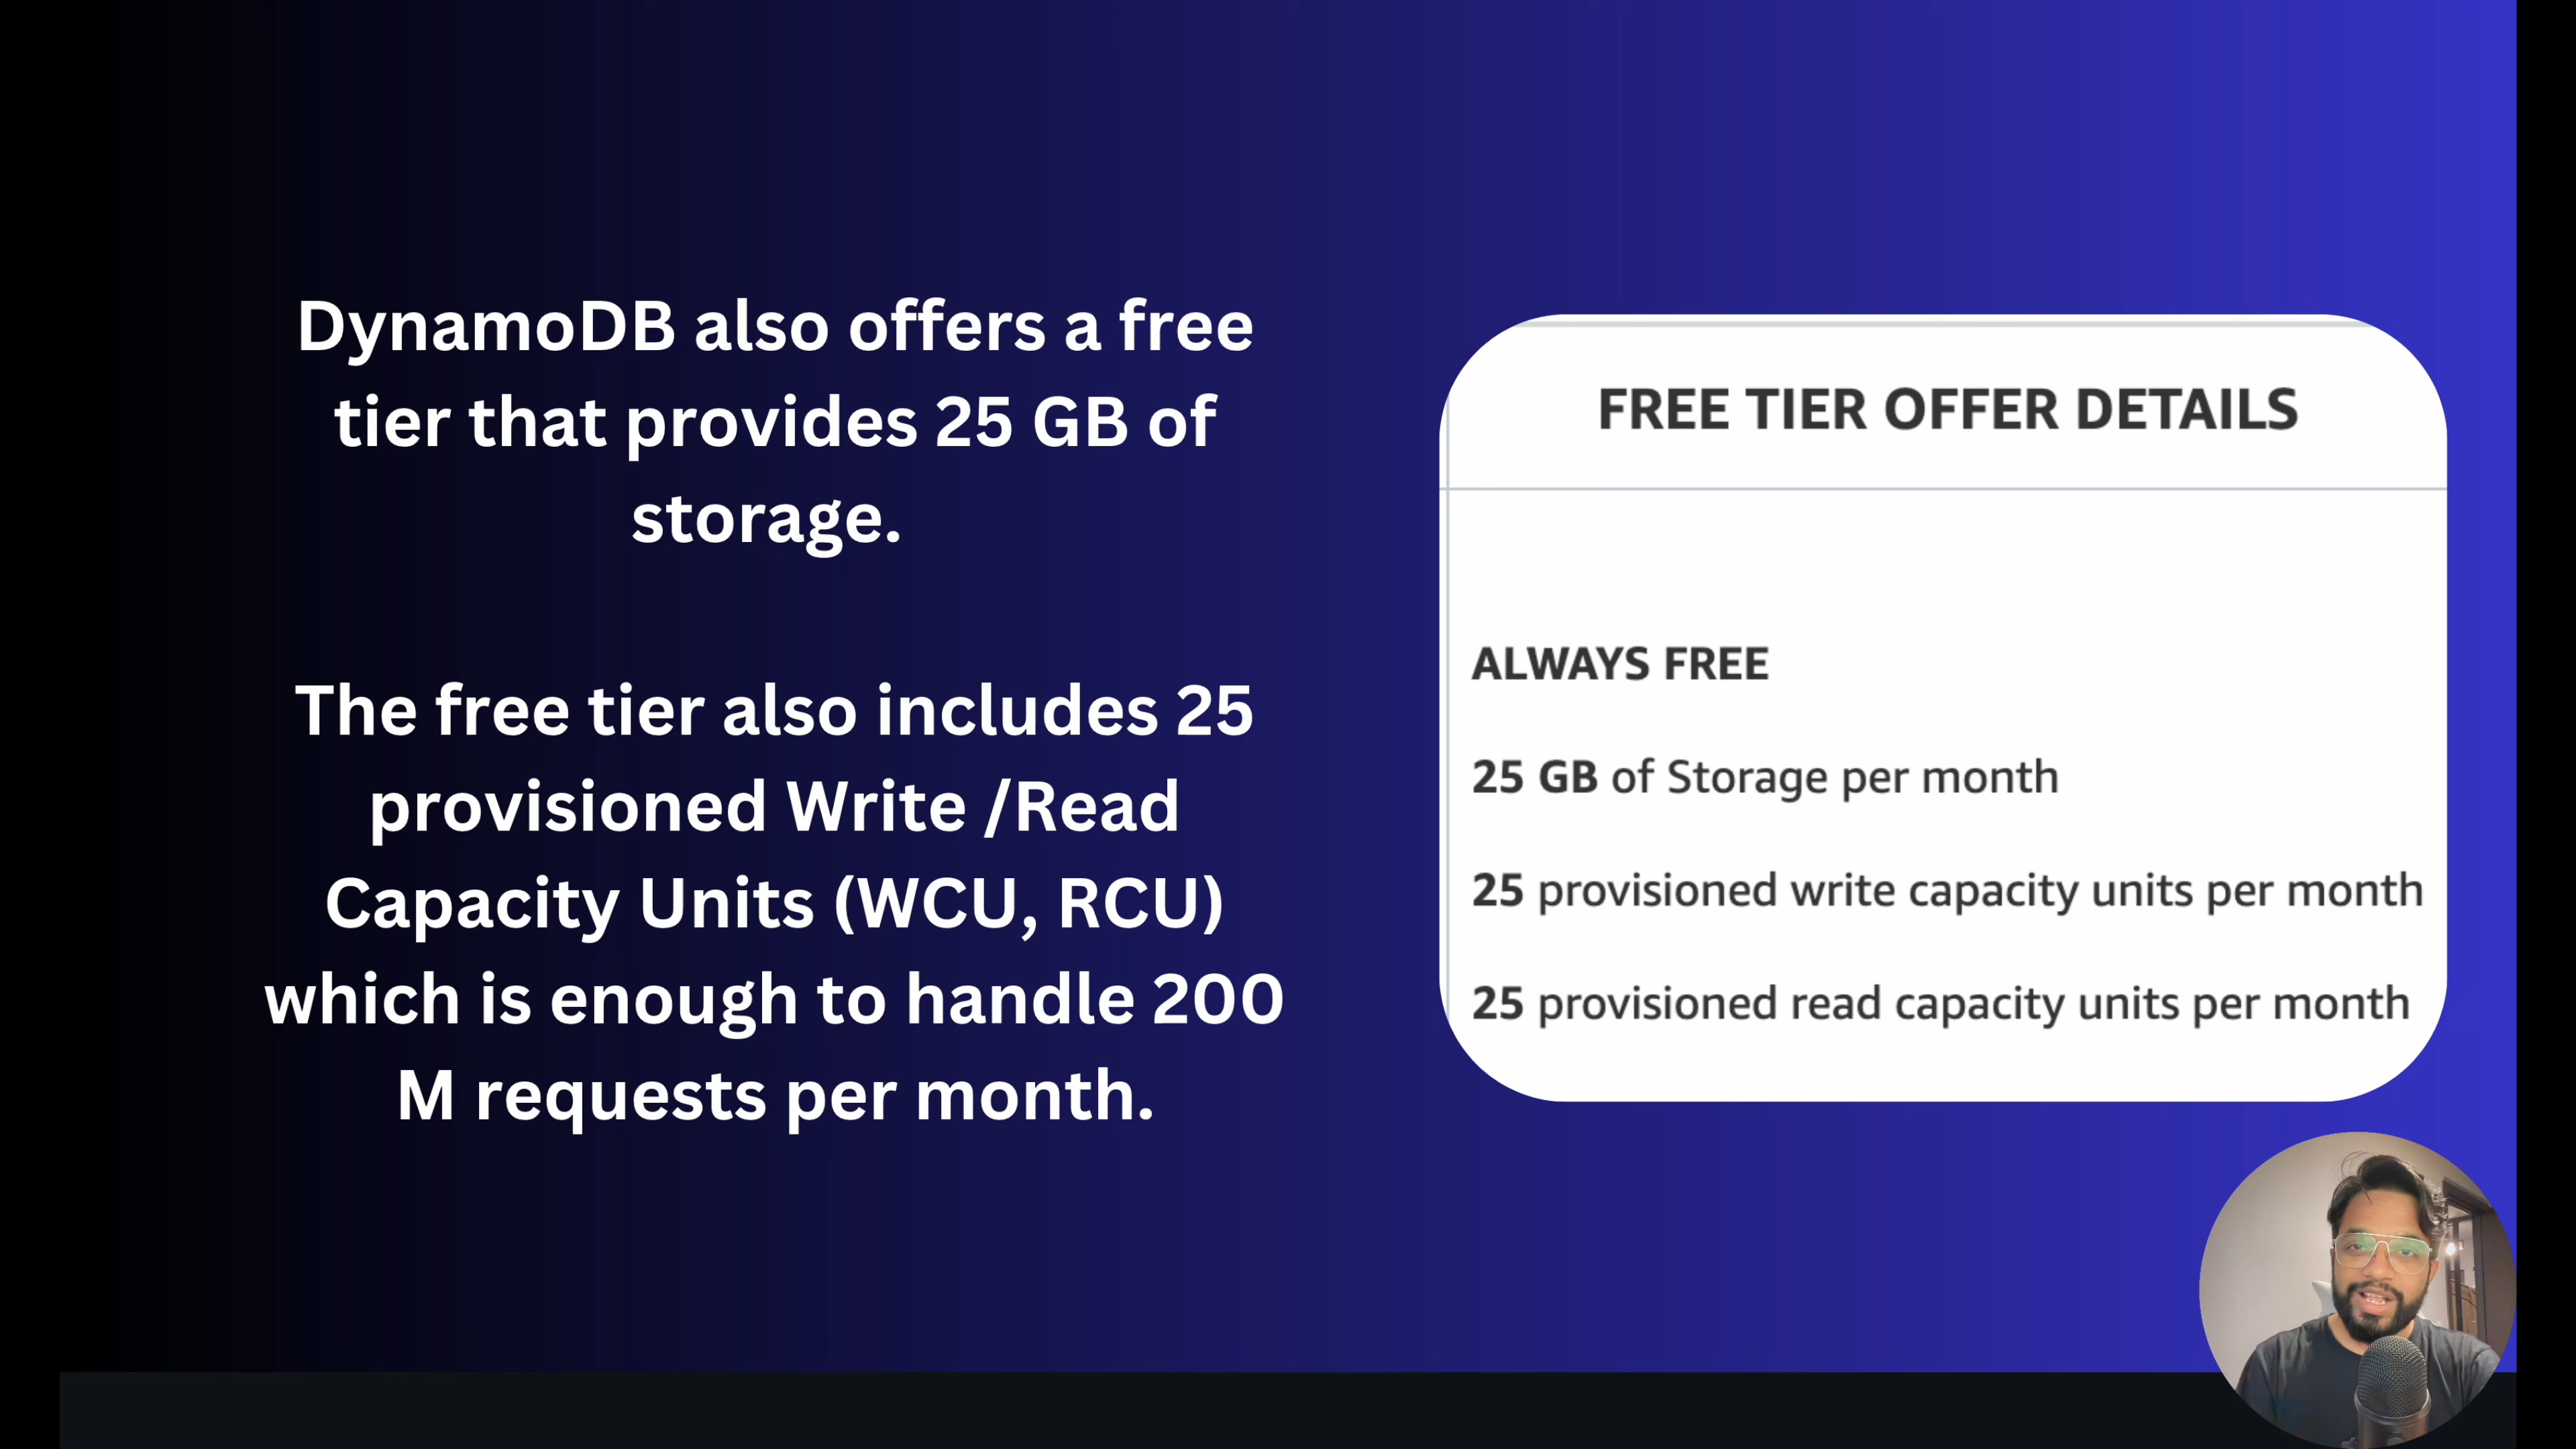 DynamoDB also offers a free
tier that provides 25 GB of
storage.
The free tier also includes 25
provisioned Write /Read
Capacity Units (WCU, RCU)
which is enough to handle 200
M requests per month.
FREE TIER OFFER DETAILS
ALWAYS FREE
25 GB of Storage per month
25 provisioned write capacity units per month
25 provisioned read capacity units per month